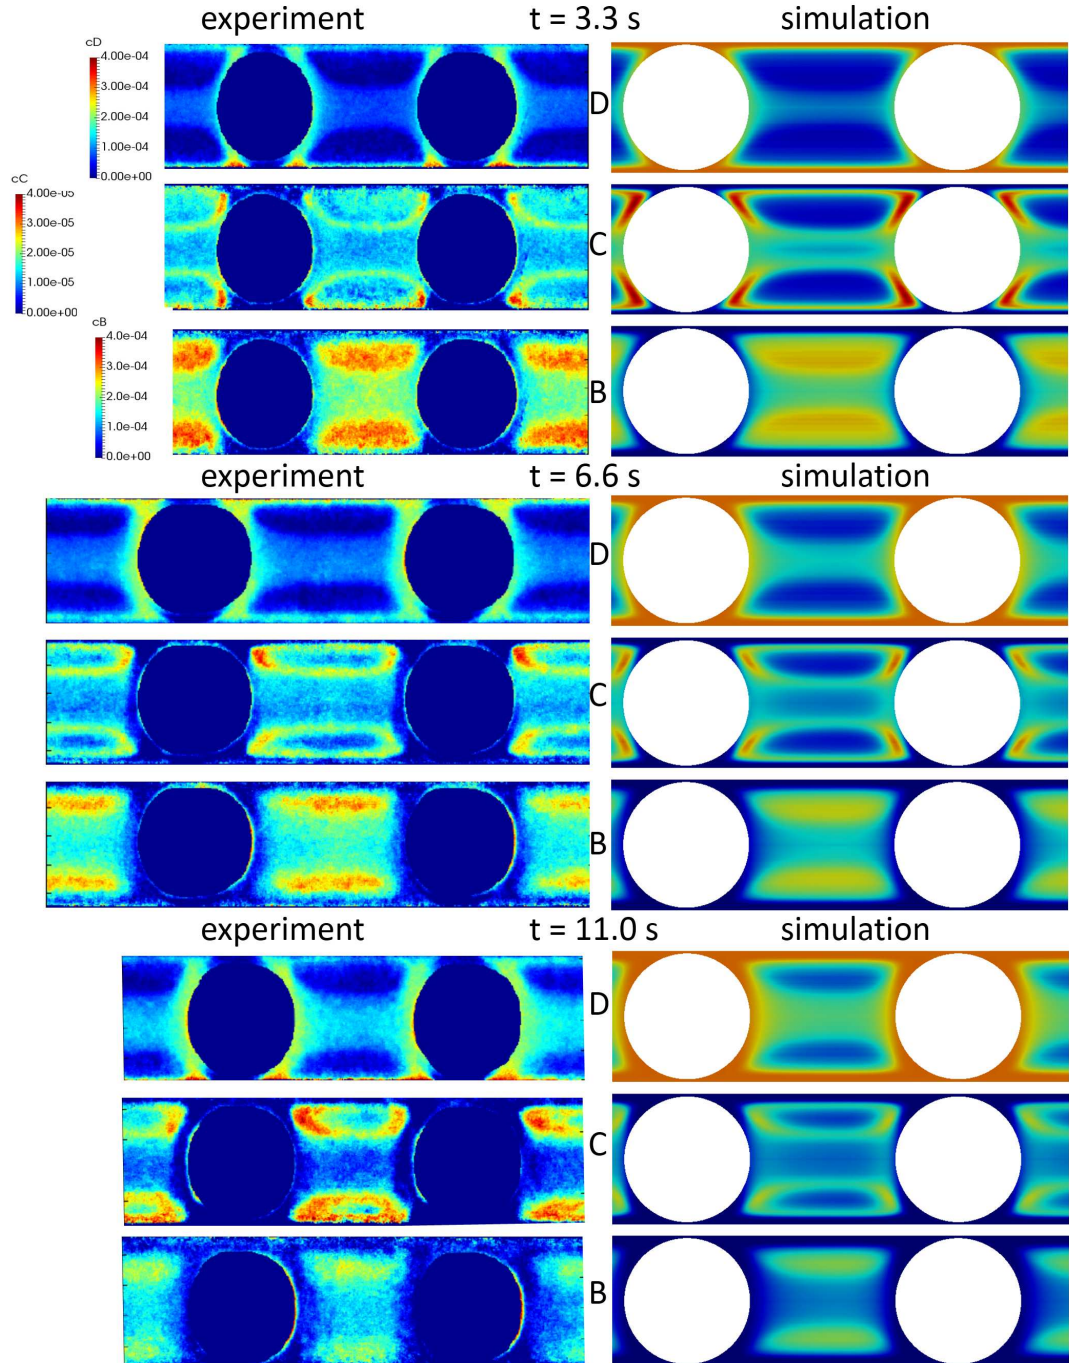 experiment t = 3.3 s simulation
cD
4.00e-04
3.00e-04
2.00e-04
1.00e-04
0.00e+00
D
cC
4.00e-05
3.00e-05
2.00e-05
1.00e-05
0.00e+00
C
cB
4.0e-04
3.0e-04
2.0e-04
1.0e-04
0.0e+00
B
experiment t = 6.6 s simulation
D
C
B
experiment t = 11.0 s simulation
D
C
B